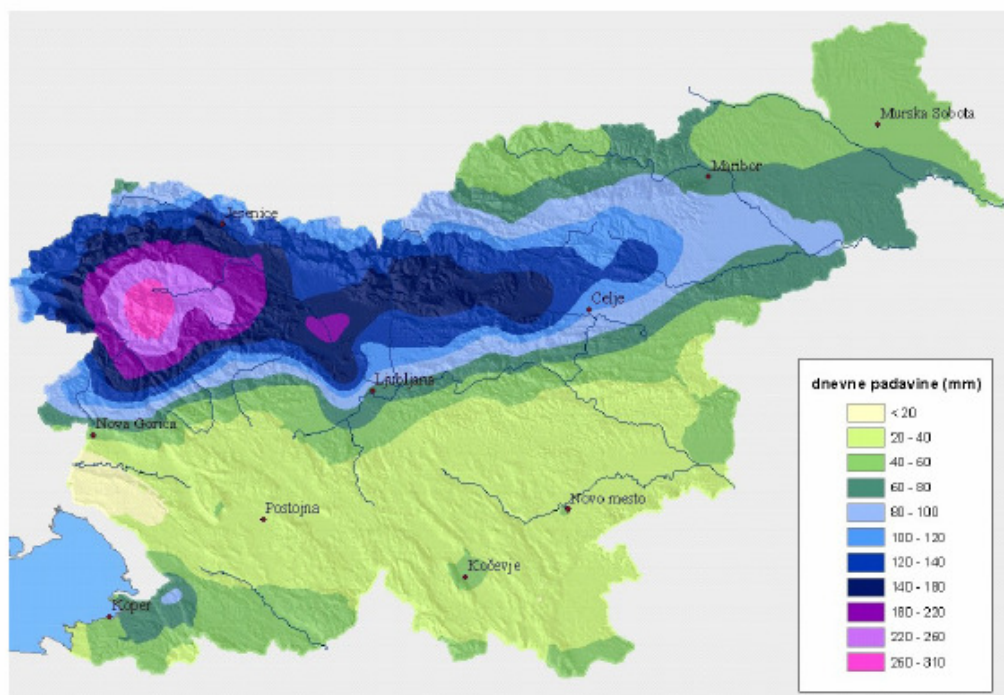 Murska Sobota
Maribor
Jesenice
Celje
Ljubljana
Nova Gorica
Postojna
Novo mesto
Kočevje
Koper
dnevne padavine (mm)
< 20
20 - 40
40 - 60
60 - 80
80 - 100
100 - 120
120 - 140
140 - 180
180 - 220
220 - 260
260 - 310